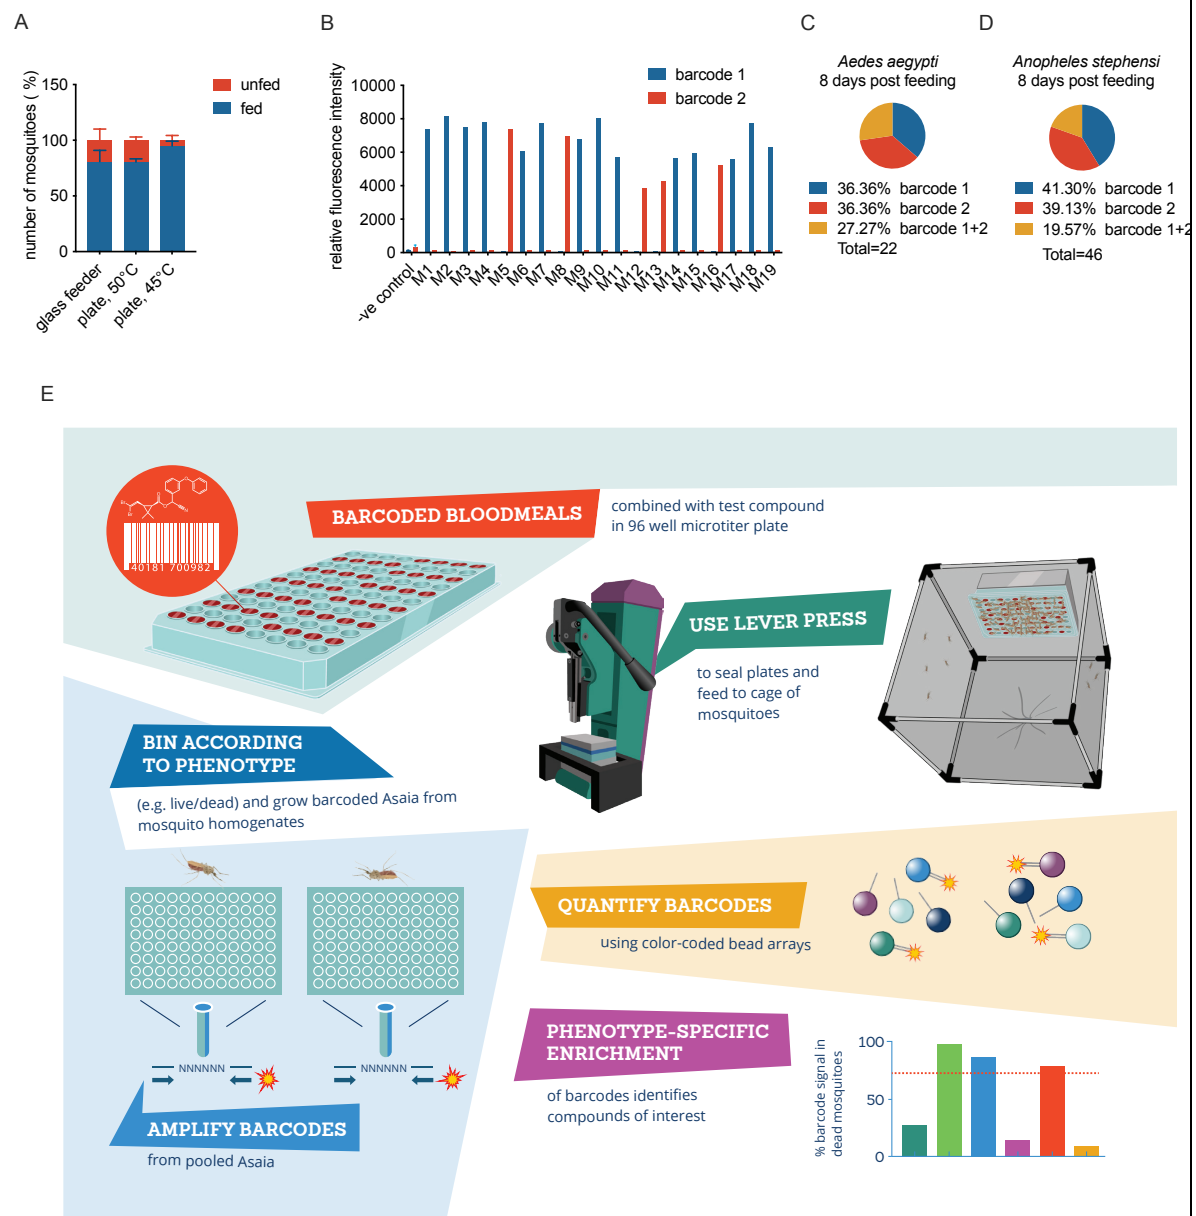 A
number of mosquitoes ( %)
150
100
50
0
unfed
fed
glass feeder
plate, 50°C
plate, 45°C
B
relative fluorescence intensity
10000
8000
6000
4000
2000
0
barcode 1
barcode 2
-ve control
M1
M2
M3
M4
M5
M6
M7
M8
M9
M10
M11
M12
M13
M14
M15
M16
M17
M18
M19
C
Aedes aegypti
8 days post feeding
36.36% barcode 1
36.36% barcode 2
27.27% barcode 1+2
Total=22
D
Anopheles stephensi
8 days post feeding
41.30% barcode 1
39.13% barcode 2
19.57% barcode 1+2
Total=46
E
40181 700982
BARCODED BLOODMEALS
combined with test compound
in 96 well microtiter plate
USE LEVER PRESS
to seal plates and
feed to cage of
mosquitoes
BIN ACCORDING
TO PHENOTYPE
(e.g. live/dead) and grow barcoded Asaia from
mosquito homogenates
NNNNNN
NNNNNN
AMPLIFY BARCODES
from pooled Asaia
QUANTIFY BARCODES
using color-coded bead arrays
PHENOTYPE-SPECIFIC
ENRICHMENT
of barcodes identifies
compounds of interest
% barcode signal in
dead mosquitoes
100
50
0